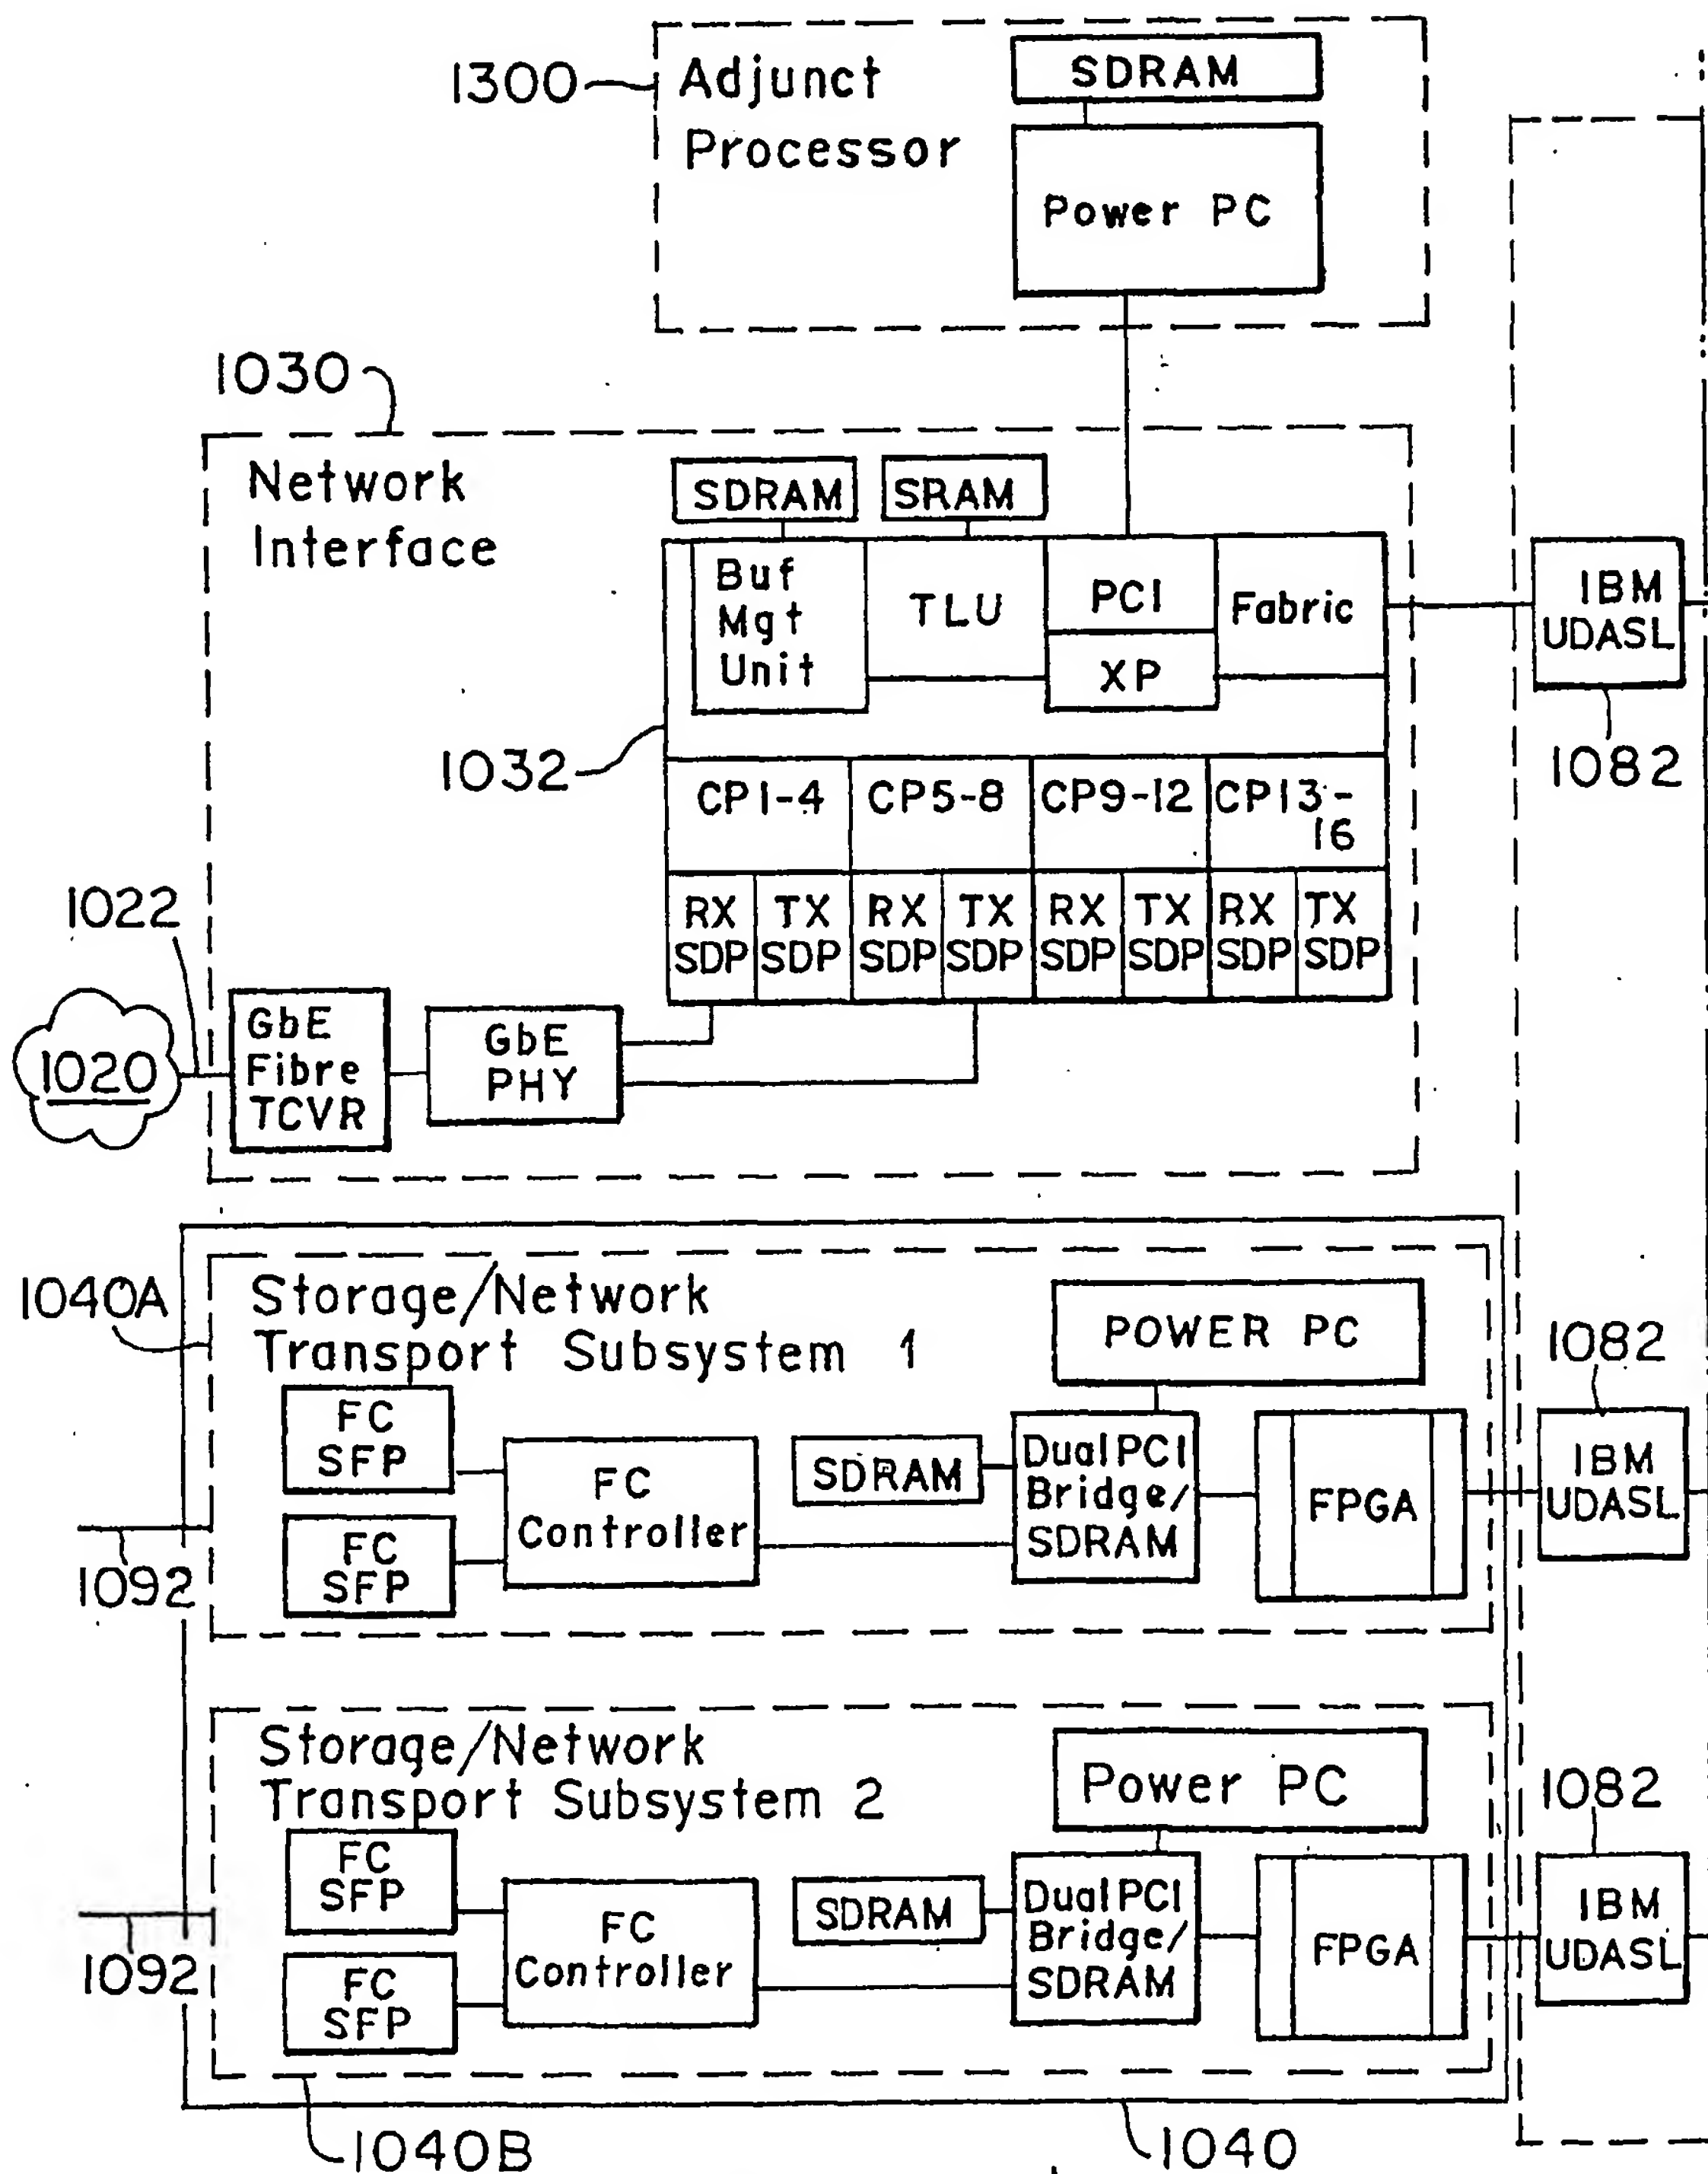 1300
Adjunct
Processor
SDRAM
Power PC
1030
Network
Interface
SDRAM
SRAM
Buf
Mgt
Unit
TLU
PCI
XP
Fabric
IBM
UDASL
1082
1032
CP1-4
CP5-8
CP9-12
CP13-
16
RX
SDP
TX
SDP
RX
SDP
TX
SDP
RX
SDP
TX
SDP
RX
SDP
TX
SDP
1022
1020
GbE
Fibre
TCVR
GbE
PHY
1040A
Storage/Network
Transport Subsystem 1
POWER PC
1082
FC
SFP
FC
SFP
FC
Controller
SDRAM
Dual PCI
Bridge/
SDRAM
FPGA
IBM
UDASL
1092
Storage/Network
Transport Subsystem 2
Power PC
1082
FC
SFP
FC
SFP
FC
Controller
SDRAM
Dual PCI
Bridge/
SDRAM
FPGA
IBM
UDASL
1092
1040B
1040